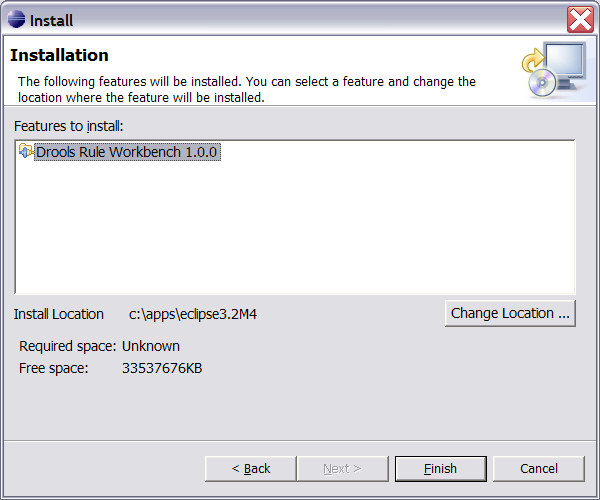 Install
Installation
The following features will be installed. You can select a feature and change the
location where the feature will be installed.
Features to install:
Drools Rule Workbench 1.0.0
Install Location c:\apps\eclipse3.2M4
Change Location ...
Required space: Unknown
Free space: 33537676KB
< Back Next > Finish Cancel